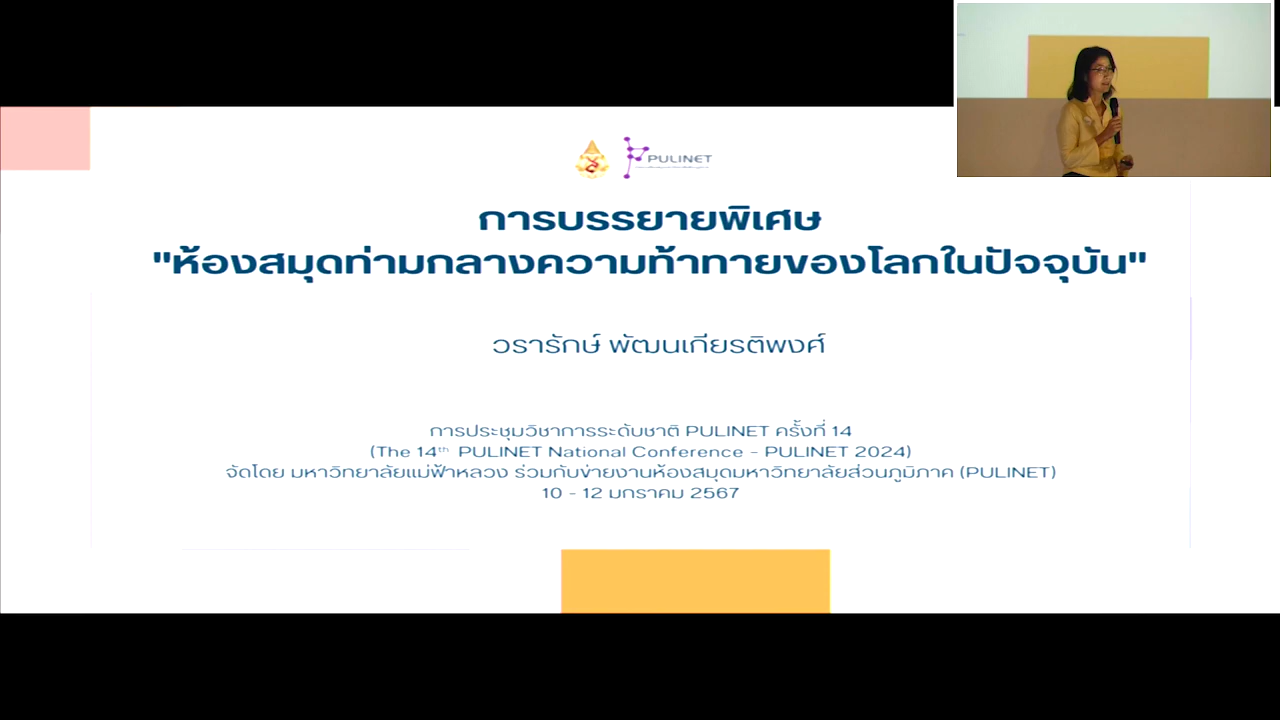 PULINET
การบรรยายพิเศษ
"ห้องสมุดท่ามกลางความท้าทายของโลกในปัจจุบัน"
วรารักษ์ พัฒนเกียรติพงศ์
การประชุมวิชาการระดับชาติ PULINET ครั้งที่ 14
(The 14th PULINET National Conference - PULINET 2024)
จัดโดย มหาวิทยาลัยแม่ฟ้าหลวง ร่วมกับข่ายงานห้องสมุดมหาวิทยาลัยส่วนภูมิภาค (PULINET)
10 - 12 มกราคม 2567